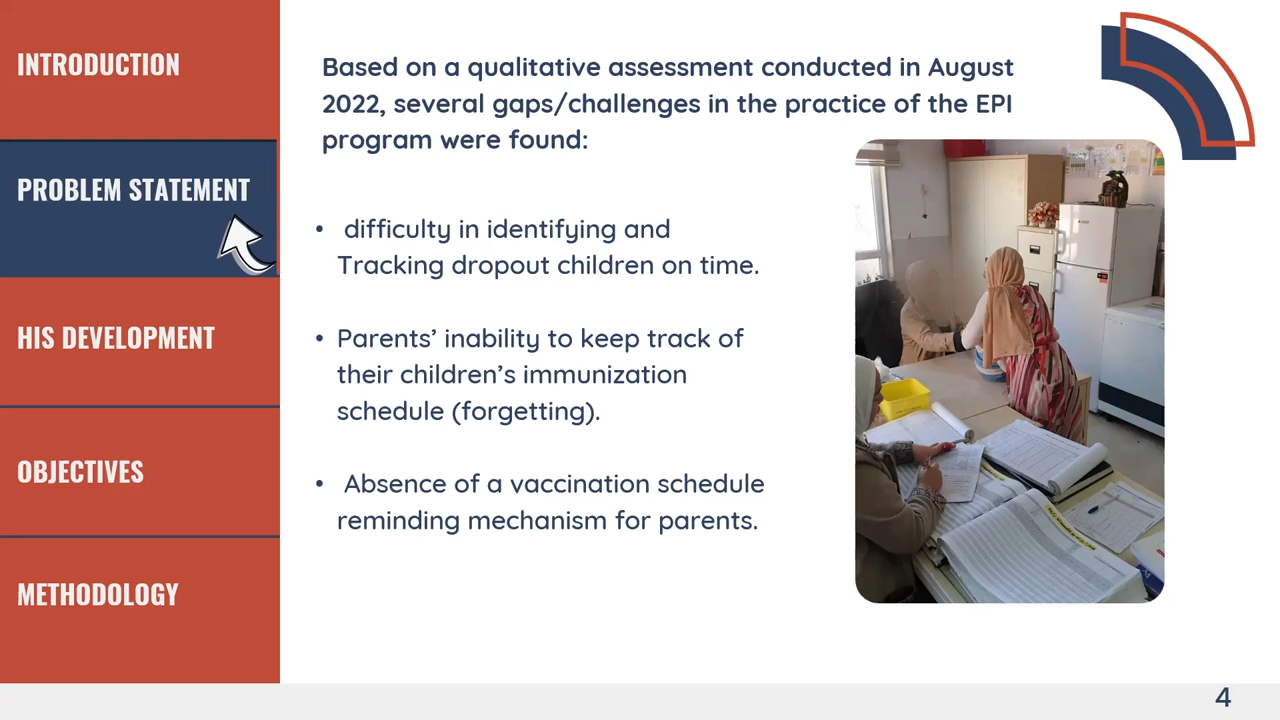 INTRODUCTION
PROBLEM STATEMENT
HIS DEVELOPMENT
OBJECTIVES
METHODOLOGY
Based on a qualitative assessment conducted in August
2022, several gaps/challenges in the practice of the EPI
program were found:
• difficulty in identifying and
Tracking dropout children on time.
• Parents’ inability to keep track of
their children’s immunization
schedule (forgetting).
• Absence of a vaccination schedule
reminding mechanism for parents.
4